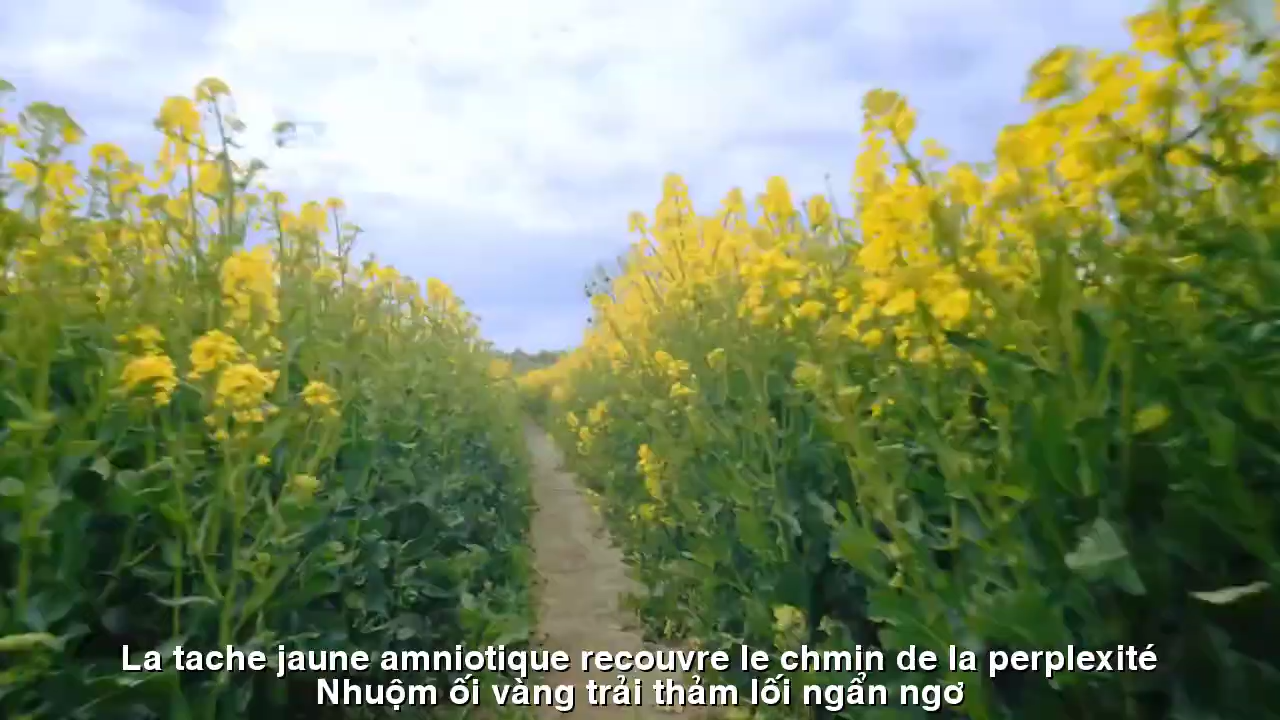 La tache jaune amniotique recouvre le chmin de la perplexité
Nhuộm ối vàng trải thảm lối ngẩn ngơ